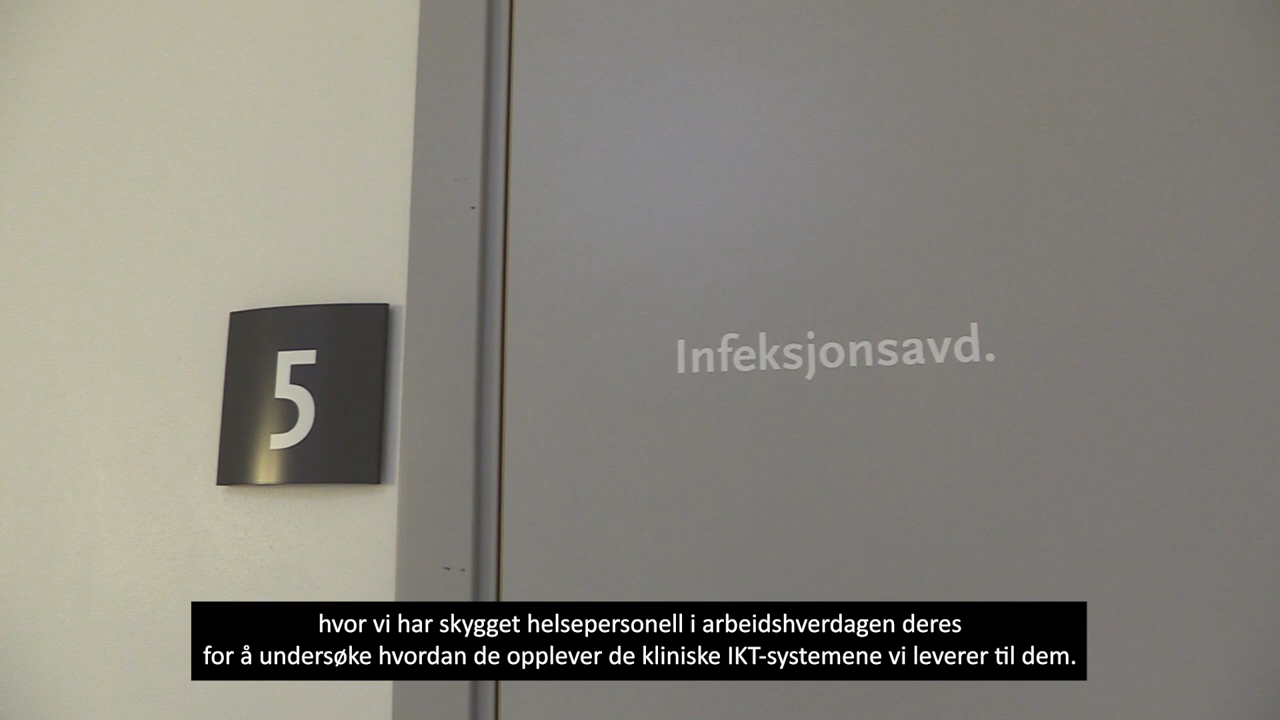 5
Infeksjonsavd.
hvor vi har skygget helsepersonell i arbeidshverdagen deres
for å undersøke hvordan de opplever de kliniske IKT-systemene vi leverer til dem.